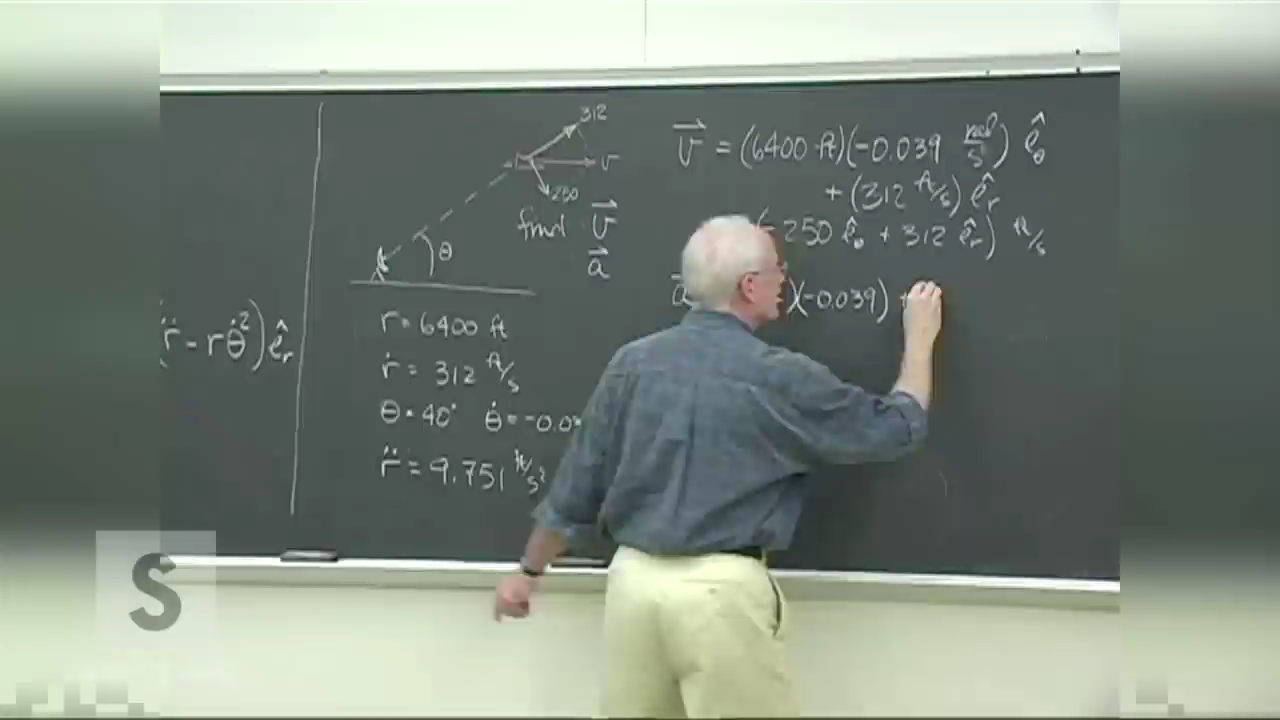 r̈ - rθ̇²)ê_r
312
v
250
find v⃗
a⃗
θ
r = 6400 ft
ṙ = 312 ft/s
θ = 40° θ̇ = -0.03
r̈ = 9.751 ft/s²
v⃗ = (6400 ft)(-0.039 rad/s) ê_θ
+ (312 ft/s) ê_r
(-250 ê_θ + 312 ê_r) ft/s
a⃗ )(-0.039) +
S